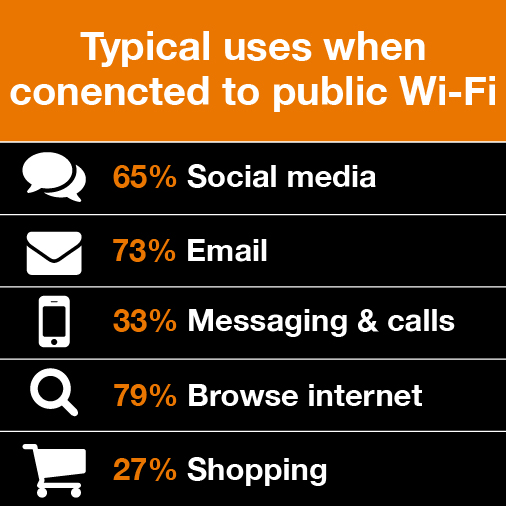 Typical uses when
conencted to public Wi-Fi
65% Social media
73% Email
33% Messaging & calls
79% Browse internet
27% Shopping